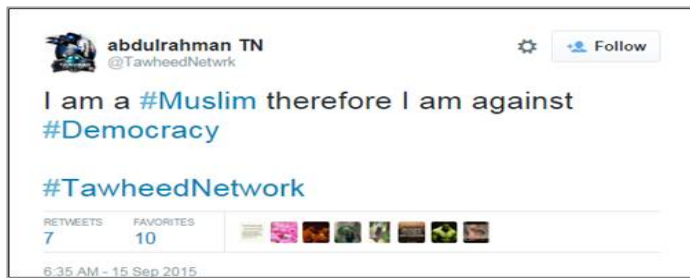 abdulrahman TN
@TawheedNetwrk
Follow
I am a #Muslim therefore I am against
#Democracy
#TawheedNetwork
RETWEETS
7
FAVORITES
10
6:35 AM - 15 Sep 2015